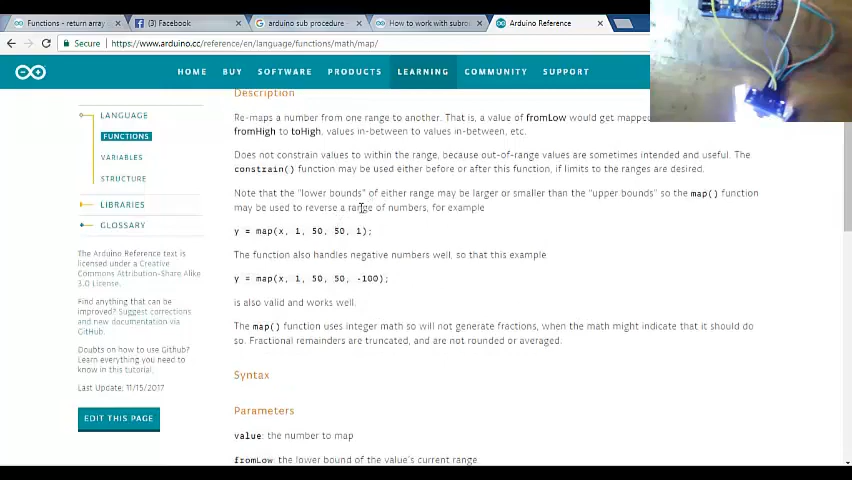 Functions - return array
(3) Facebook
arduino sub procedure -
How to work with subro
Arduino Reference
Secure
https://www.arduino.cc/reference/en/language/functions/math/map/
HOME BUY SOFTWARE PRODUCTS LEARNING COMMUNITY SUPPORT
LANGUAGE
FUNCTIONS
VARIABLES
STRUCTURE
LIBRARIES
GLOSSARY
The Arduino Reference text is
licensed under a Creative
Commons Attribution-Share Alike
3.0 License.
Find anything that can be
improved? Suggest corrections
and new documentation via
GitHub.
Doubts on how to use Github?
Learn everything you need to
know in this tutorial.
Last Update: 11/15/2017
EDIT THIS PAGE
Description
Re-maps a number from one range to another. That is, a value of fromLow would get mapped
fromHigh to toHigh, values in-between to values in-between, etc.
Does not constrain values to within the range, because out-of-range values are sometimes intended and useful. The
constrain() function may be used either before or after this function, if limits to the ranges are desired.
Note that the "lower bounds" of either range may be larger or smaller than the "upper bounds" so the map() function
may be used to reverse a range of numbers, for example
y = map(x, 1, 50, 50, 1);
The function also handles negative numbers well, so that this example
y = map(x, 1, 50, 50, -100);
is also valid and works well.
The map() function uses integer math so will not generate fractions, when the math might indicate that it should do
so. Fractional remainders are truncated, and are not rounded or averaged.
Syntax
Parameters
value: the number to map
fromLow: the lower bound of the value's current range